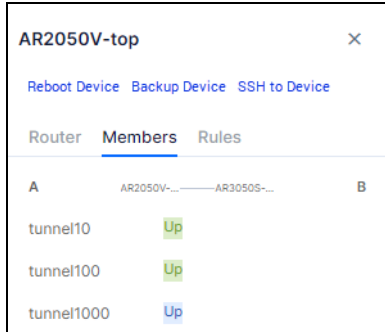 AR2050V-top
Reboot Device Backup Device SSH to Device
Router Members Rules
A AR2050V-... AR3050S-... B
tunnel10 Up
tunnel100 Up
tunnel1000 Up